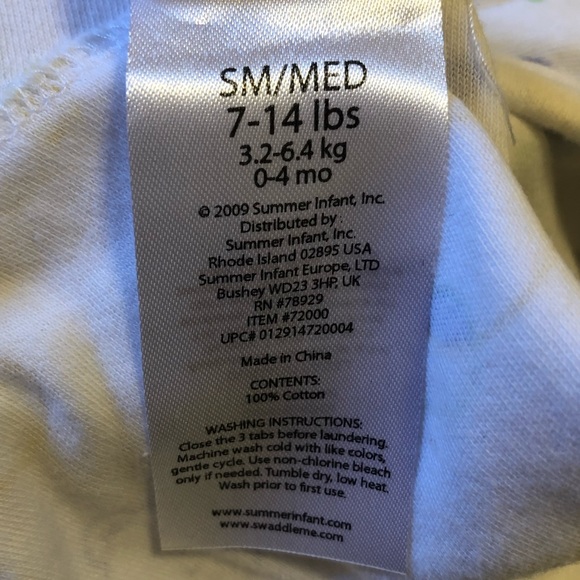 SM/MED
7-14 lbs
3.2-6.4 kg
0-4 mo
© 2009 Summer Infant, Inc.
Distributed by
Summer Infant, Inc.
Rhode Island 02895 USA
Summer Infant Europe, LTD
Bushey WD23 3HP, UK
RN #78929
ITEM #72000
UPC# 012914720004
Made in China
CONTENTS:
100% Cotton
WASHING INSTRUCTIONS:
Close the 3 tabs before laundering.
Machine wash cold with like colors,
gentle cycle. Use non-chlorine bleach
only if needed. Tumble dry, low heat.
Wash prior to first use.
www.summerinfant.com
www.swaddleme.com